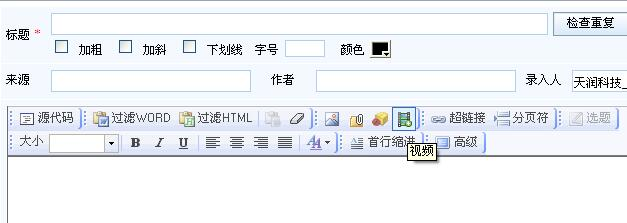 标题 * 检查重复
加粗 加斜 下划线 字号 颜色
来源 作者 录入人 天润科技_
源代码 过滤WORD 过滤HTML 超链接 分页符 选题
大小 B I U AA 首行缩进 高级
视频